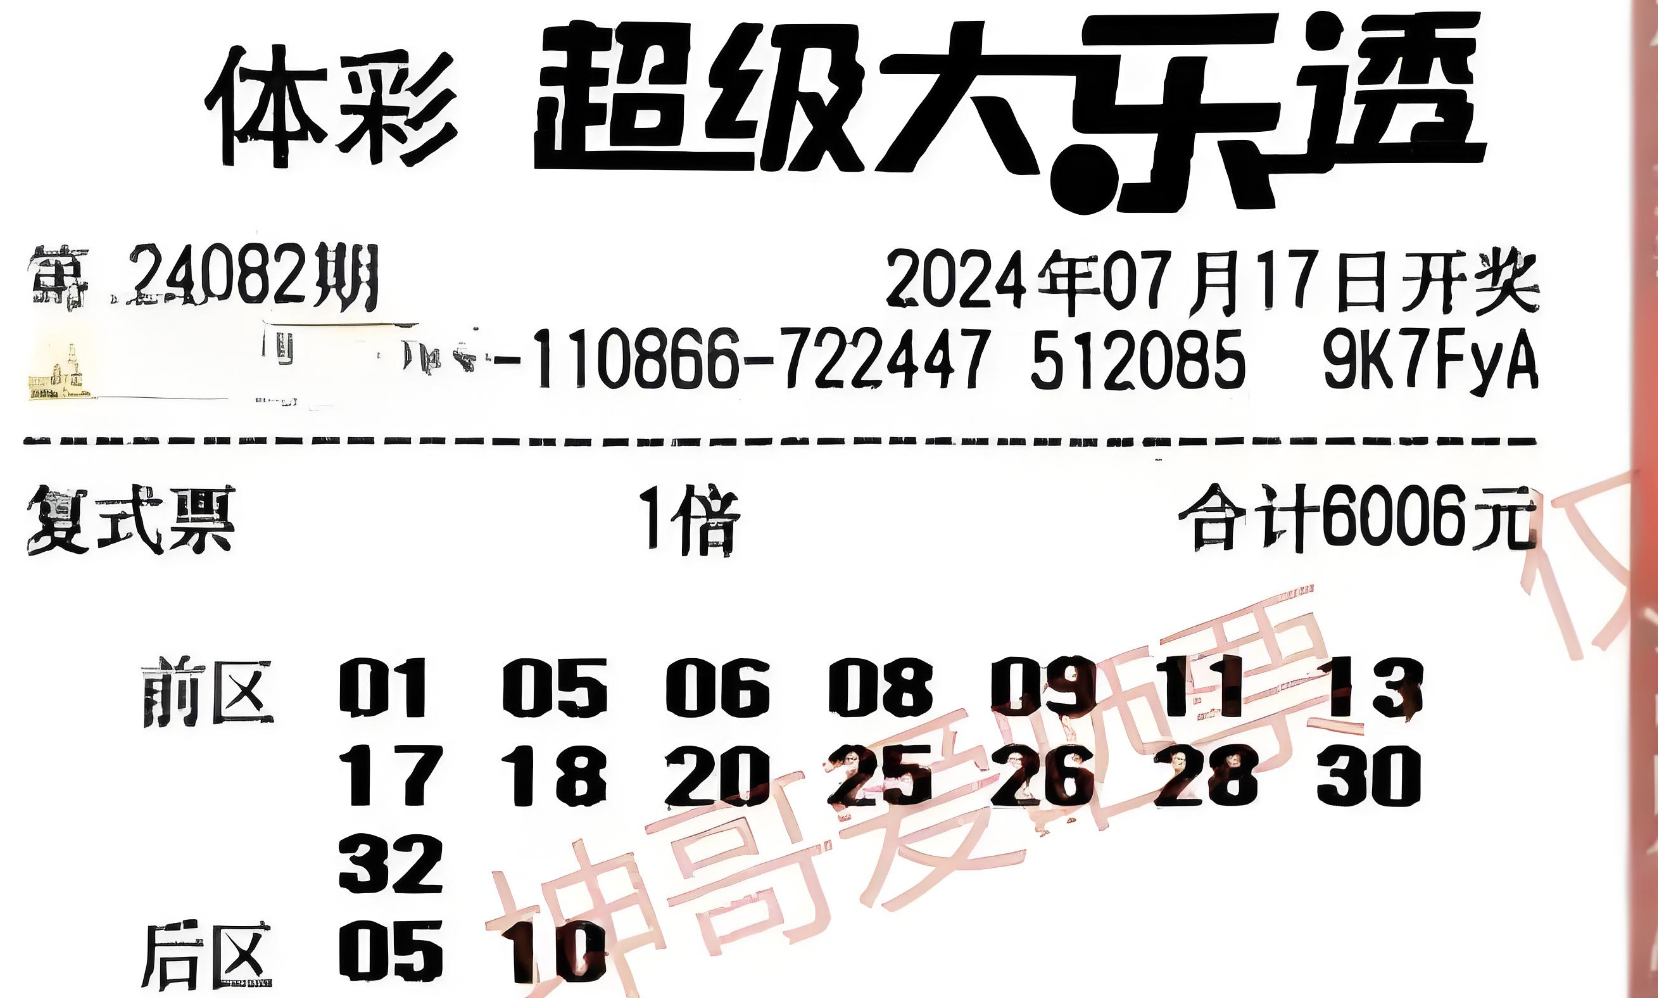 体彩 超级大乐透
第 24082期 2024年07月17日开奖
-110866-722447 512085 9K7FyA
复式票 1倍 合计6006元
前区 01 05 06 08 09 11 13
17 18 20 25 26 28 30
32
后区 05 10
坤哥爱晒票
仅